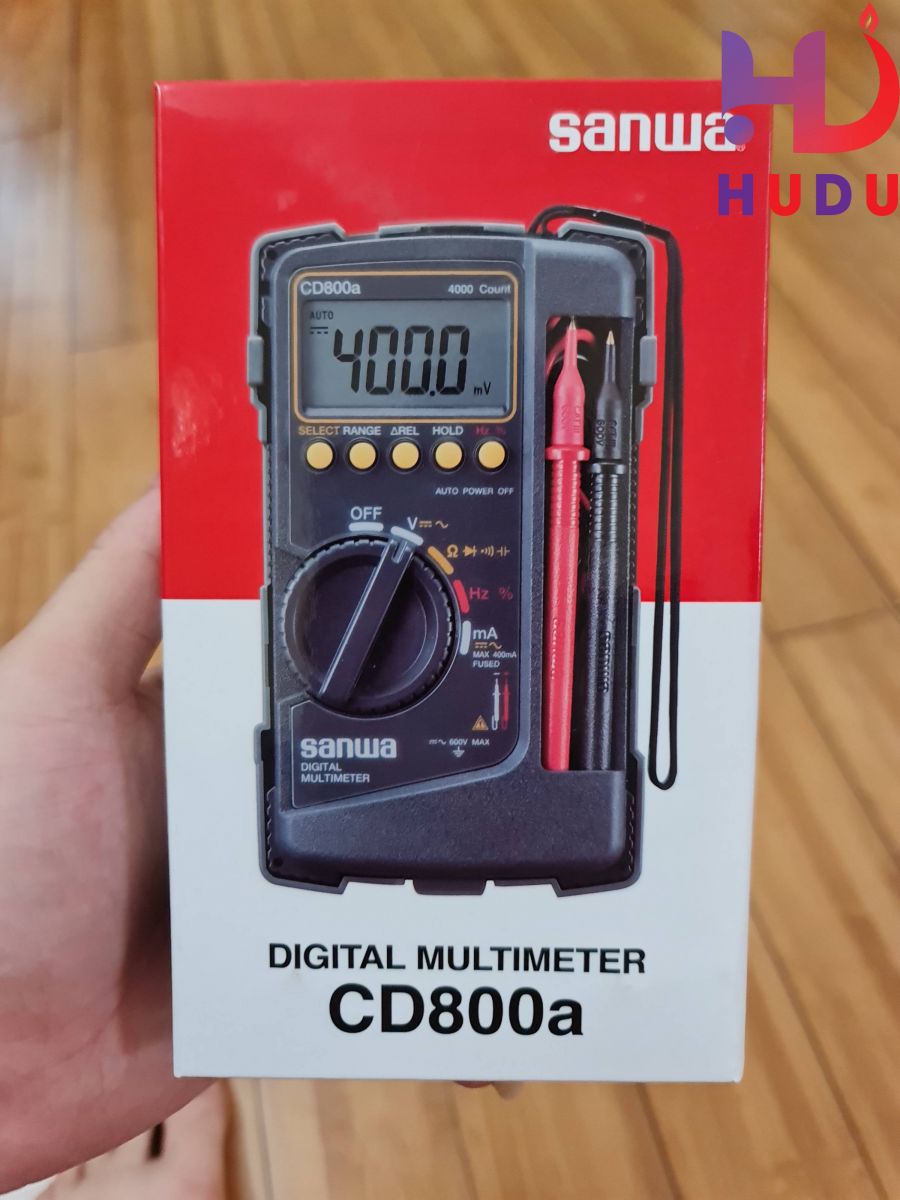 sanwa
HUDU
CD800a 4000 Count
AUTO
400.0 mV
SELECT RANGE ΔREL HOLD Hz %
AUTO POWER OFF
OFF
V
Ω
Hz %
mA
MAX 400mA
FUSED
sanwa
DIGITAL
MULTIMETER
600V MAX
600V
DIGITAL MULTIMETER
CD800a